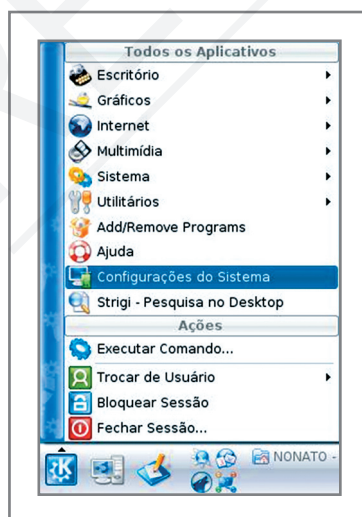 Todos os Aplicativos
Escritório
Gráficos
Internet
Multimídia
Sistema
Utilitários
Add/Remove Programs
Ajuda
Configurações do Sistema
Strigi - Pesquisa no Desktop
Ações
Executar Comando...
Trocar de Usuário
Bloquear Sessão
Fechar Sessão...
NONATO -